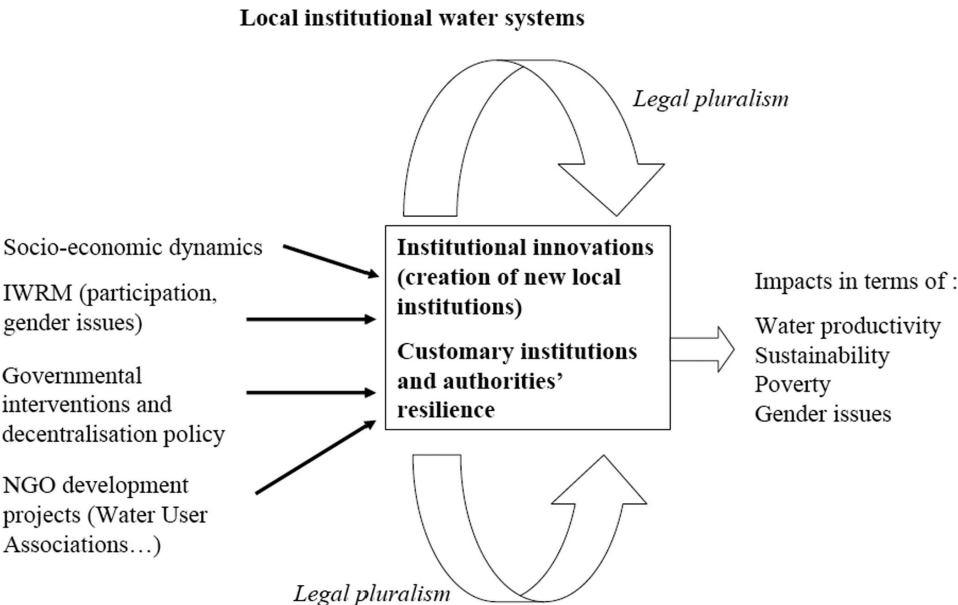 Local institutional water systems
Legal pluralism
Socio-economic dynamics
IWRM (participation,
gender issues)
Governmental
interventions and
decentralisation policy
NGO development
projects (Water User
Associations…)
Institutional innovations
(creation of new local
institutions)
Customary institutions
and authorities’
resilience
Impacts in terms of :
Water productivity
Sustainability
Poverty
Gender issues
Legal pluralism